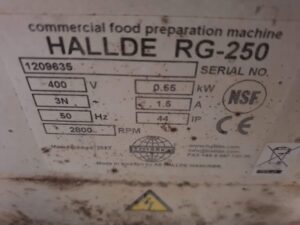 commercial food preparation machine
HALLDE RG-250
1209635 SERIAL NO.
400 V 0.65 kW
3N~ 1.5 A
50 Hz 44 IP
2800 RPM
NSF
CE
HALLDE